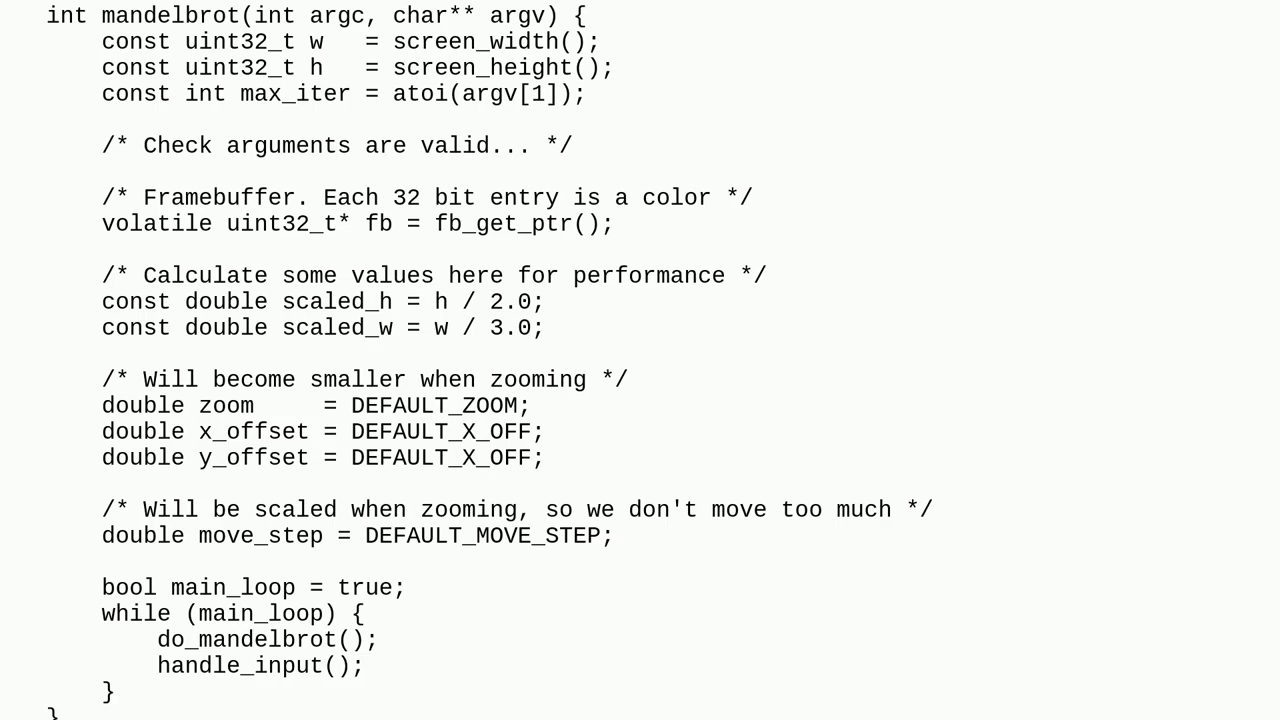 int mandelbrot(int argc, char** argv) {
    const uint32_t w   = screen_width();
    const uint32_t h   = screen_height();
    const int max_iter = atoi(argv[1]);

    /* Check arguments are valid... */

    /* Framebuffer. Each 32 bit entry is a color */
    volatile uint32_t* fb = fb_get_ptr();

    /* Calculate some values here for performance */
    const double scaled_h = h / 2.0;
    const double scaled_w = w / 3.0;

    /* Will become smaller when zooming */
    double zoom     = DEFAULT_ZOOM;
    double x_offset = DEFAULT_X_OFF;
    double y_offset = DEFAULT_X_OFF;

    /* Will be scaled when zooming, so we don't move too much */
    double move_step = DEFAULT_MOVE_STEP;

    bool main_loop = true;
    while (main_loop) {
        do_mandelbrot();
        handle_input();
    }
}